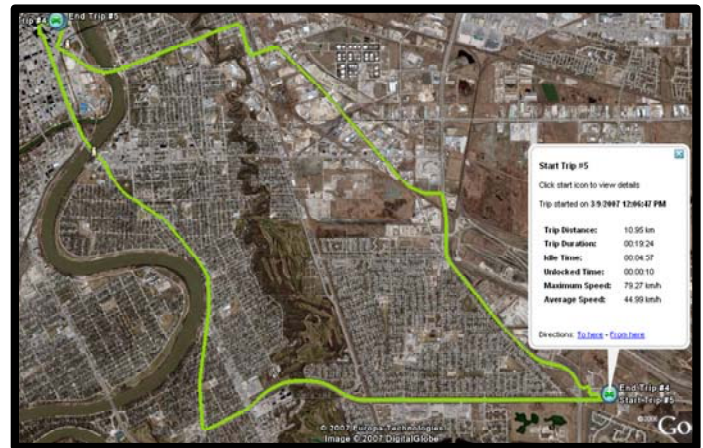 Trip #4 End Trip #5
Start Trip #5
Click start icon to view details
Trip started on 3/9/2007 12:06:47 PM
Trip Distance: 10.95 km
Trip Duration: 00:19:24
Idle Time: 00:04:57
Unlocked Time: 00:00:10
Maximum Speed: 79.27 km/h
Average Speed: 44.99 km/h
Directions: To here - From here
End Trip #4
Start Trip #5
© 2007 Europa Technologies
Image © 2007 DigitalGlobe
©2006 Go